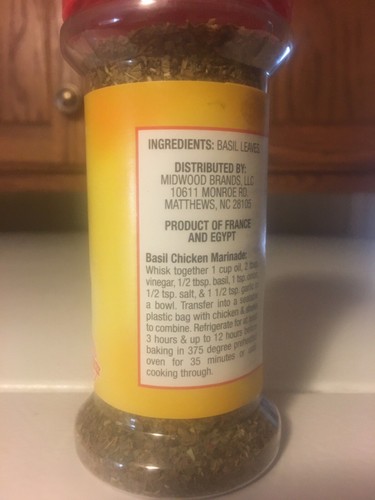 INGREDIENTS: BASIL LEAVES
DISTRIBUTED BY:
MIDWOOD BRANDS, LLC
10611 MONROE RD.
MATTHEWS, NC 28105
PRODUCT OF FRANCE
AND EGYPT
Basil Chicken Marinade:
Whisk together 1 cup oil, 2
vinegar, 1/2 tbsp. basil, 1 tsp.
1/2 tsp. salt, & 1 1/2 tsp.
a bowl. Transfer into a
plastic bag with chicken &
to combine. Refrigerate for
3 hours & up to 12 hours
baking in 375 degree
oven for 35 minutes or
cooking through.